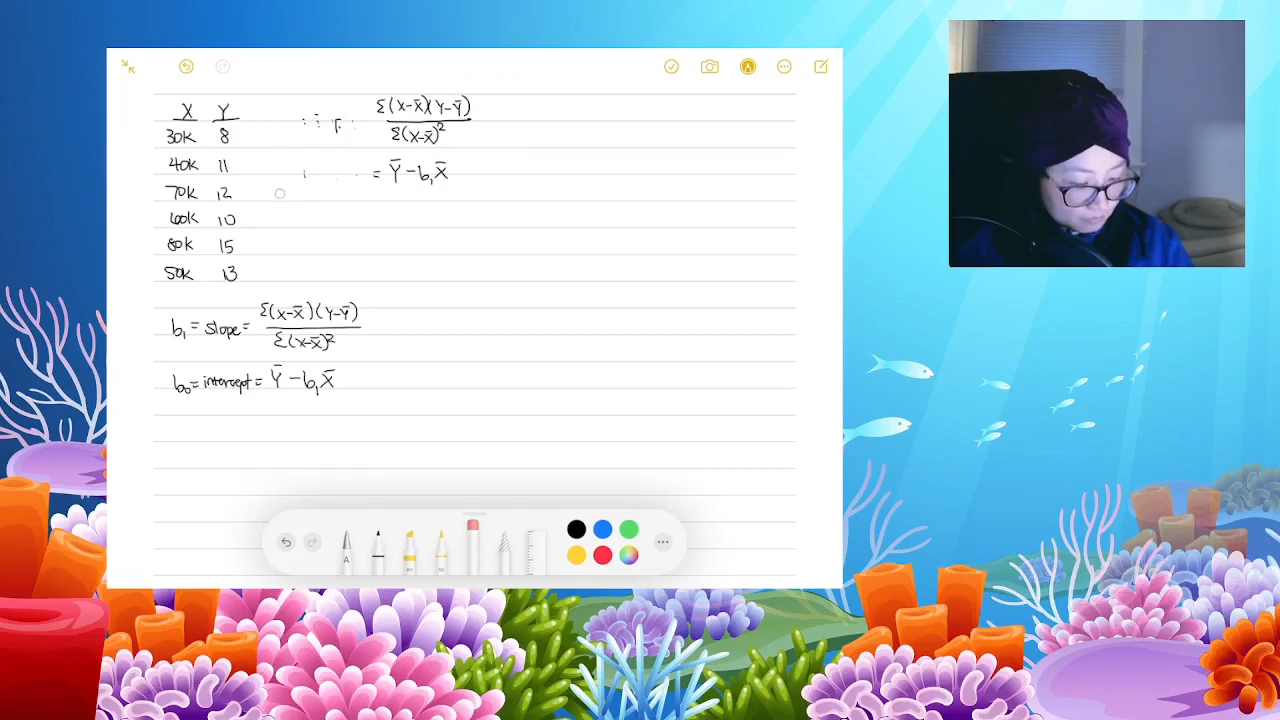 X Y
30K 8
40K 11
70K 12
60K 10
80K 15
50K 13
Σ(X-X̄)(Y-Ȳ)
Σ(X-X̄)²
= Ȳ - b₁X̄
b₁ = slope = Σ(X-X̄)(Y-Ȳ)
Σ(X-X̄)²
b₀ = intercept = Ȳ - b₁X̄
A